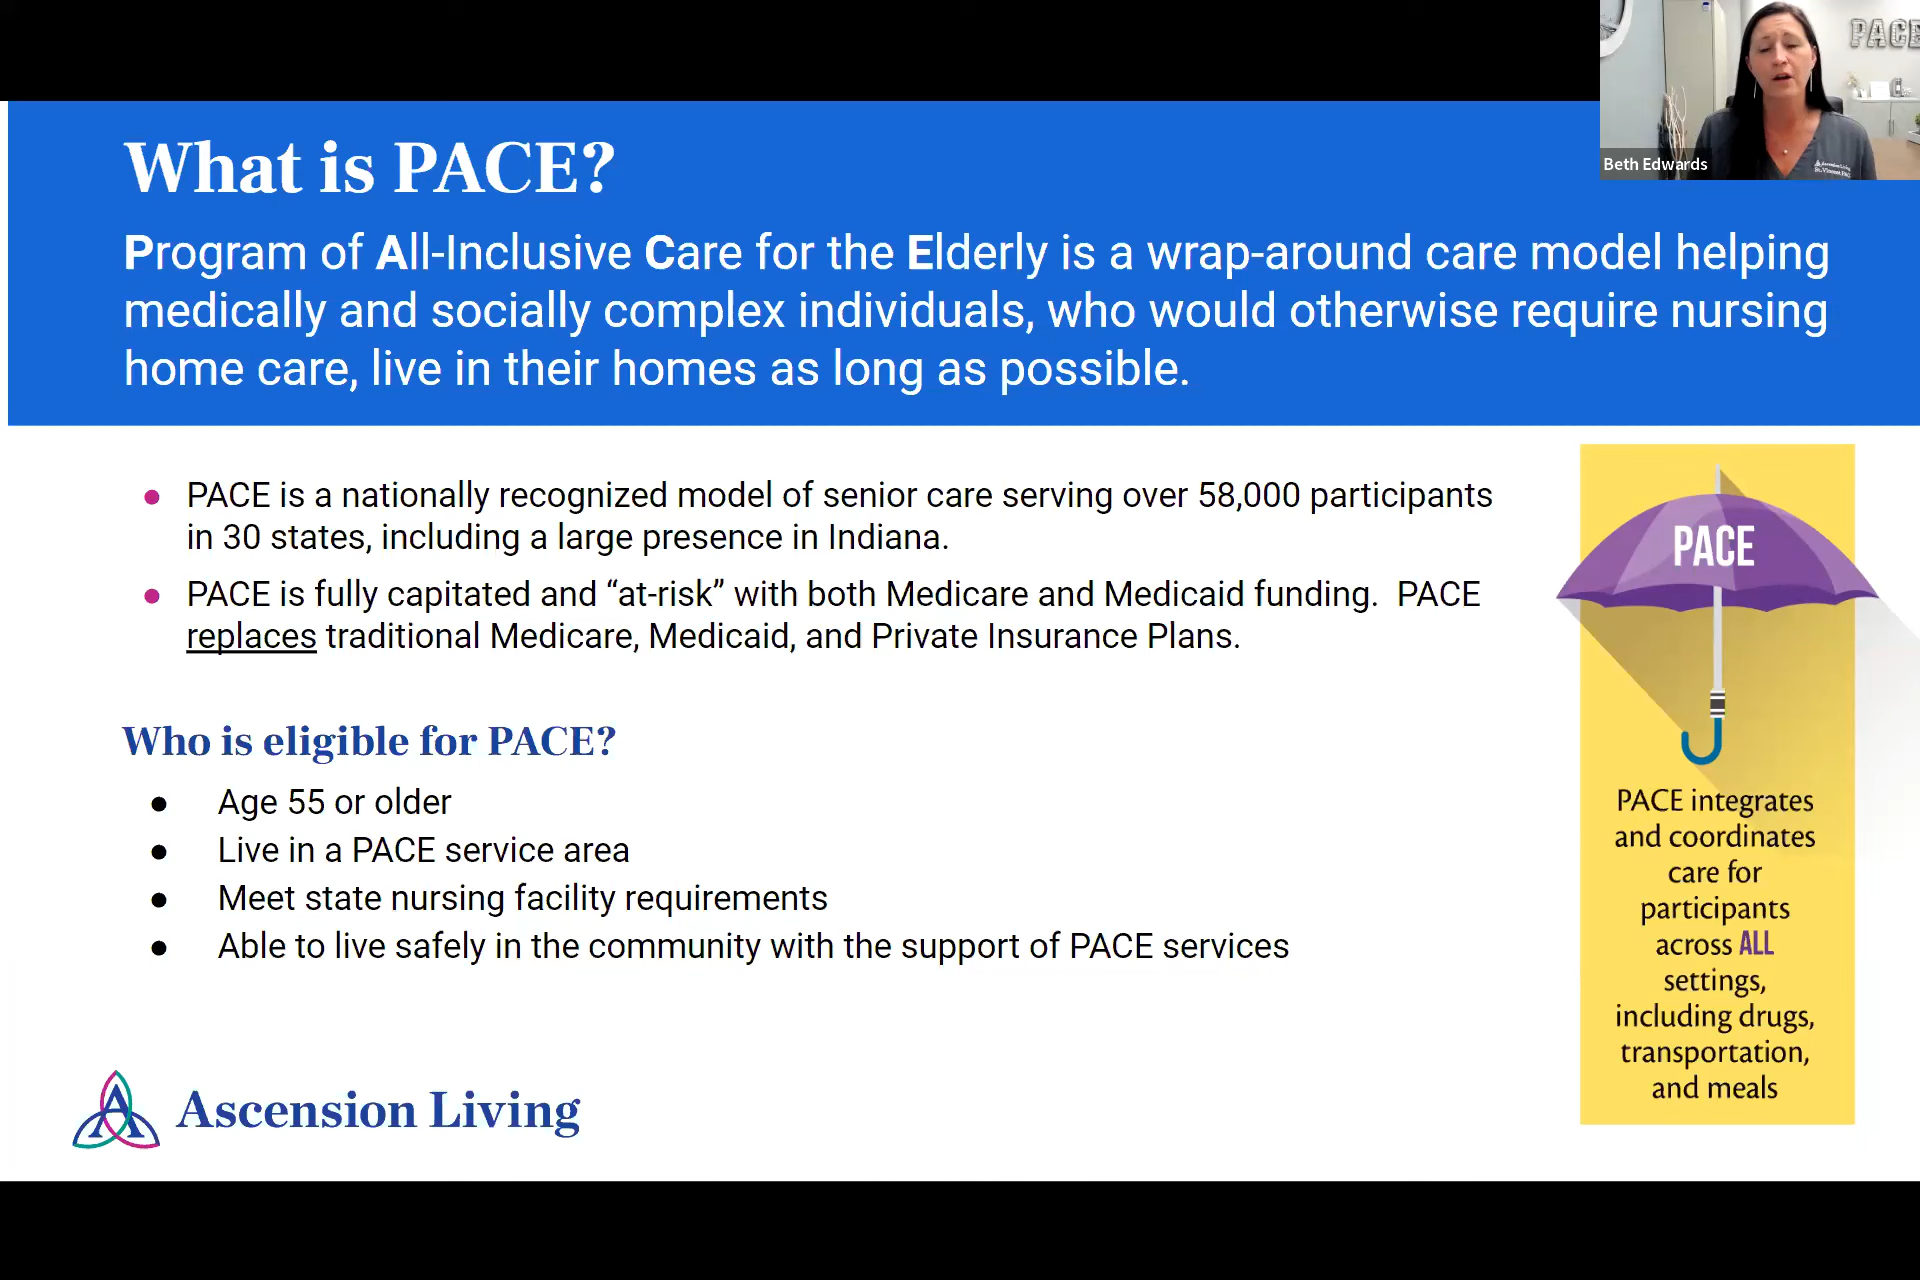 PACE
Ascension Living
St. Vincent PACE
Beth Edwards
What is PACE?
Program of All-Inclusive Care for the Elderly is a wrap-around care model helping
medically and socially complex individuals, who would otherwise require nursing
home care, live in their homes as long as possible.
PACE is a nationally recognized model of senior care serving over 58,000 participants
in 30 states, including a large presence in Indiana.
PACE is fully capitated and “at-risk” with both Medicare and Medicaid funding.  PACE
replaces traditional Medicare, Medicaid, and Private Insurance Plans.
Who is eligible for PACE?
● Age 55 or older
● Live in a PACE service area
● Meet state nursing facility requirements
● Able to live safely in the community with the support of PACE services
PACE
PACE integrates
and coordinates
care for
participants
across ALL
settings,
including drugs,
transportation,
and meals
Ascension Living